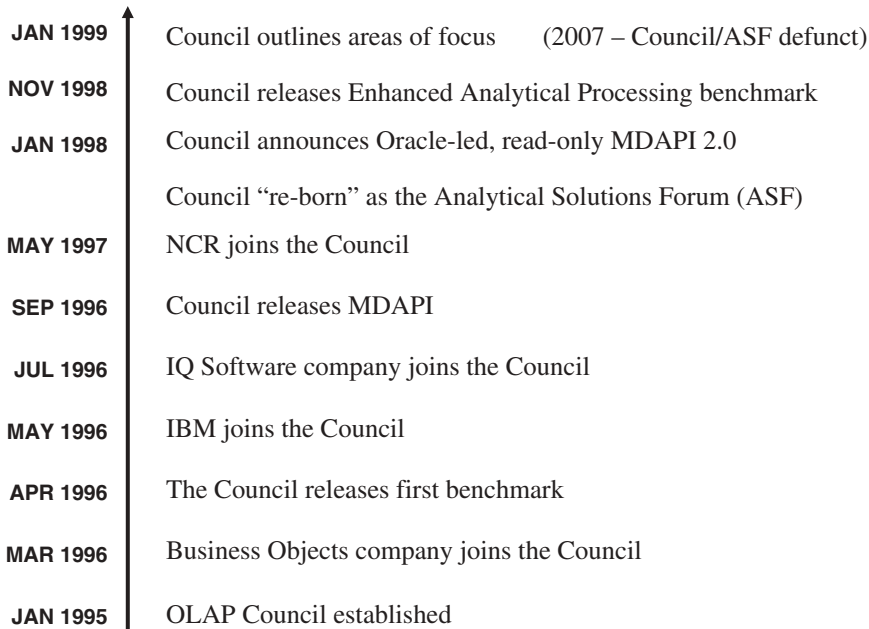 JAN 1999 Council outlines areas of focus (2007 – Council/ASF defunct)
NOV 1998 Council releases Enhanced Analytical Processing benchmark
JAN 1998 Council announces Oracle-led, read-only MDAPI 2.0
Council “re-born” as the Analytical Solutions Forum (ASF)
MAY 1997 NCR joins the Council
SEP 1996 Council releases MDAPI
JUL 1996 IQ Software company joins the Council
MAY 1996 IBM joins the Council
APR 1996 The Council releases first benchmark
MAR 1996 Business Objects company joins the Council
JAN 1995 OLAP Council established